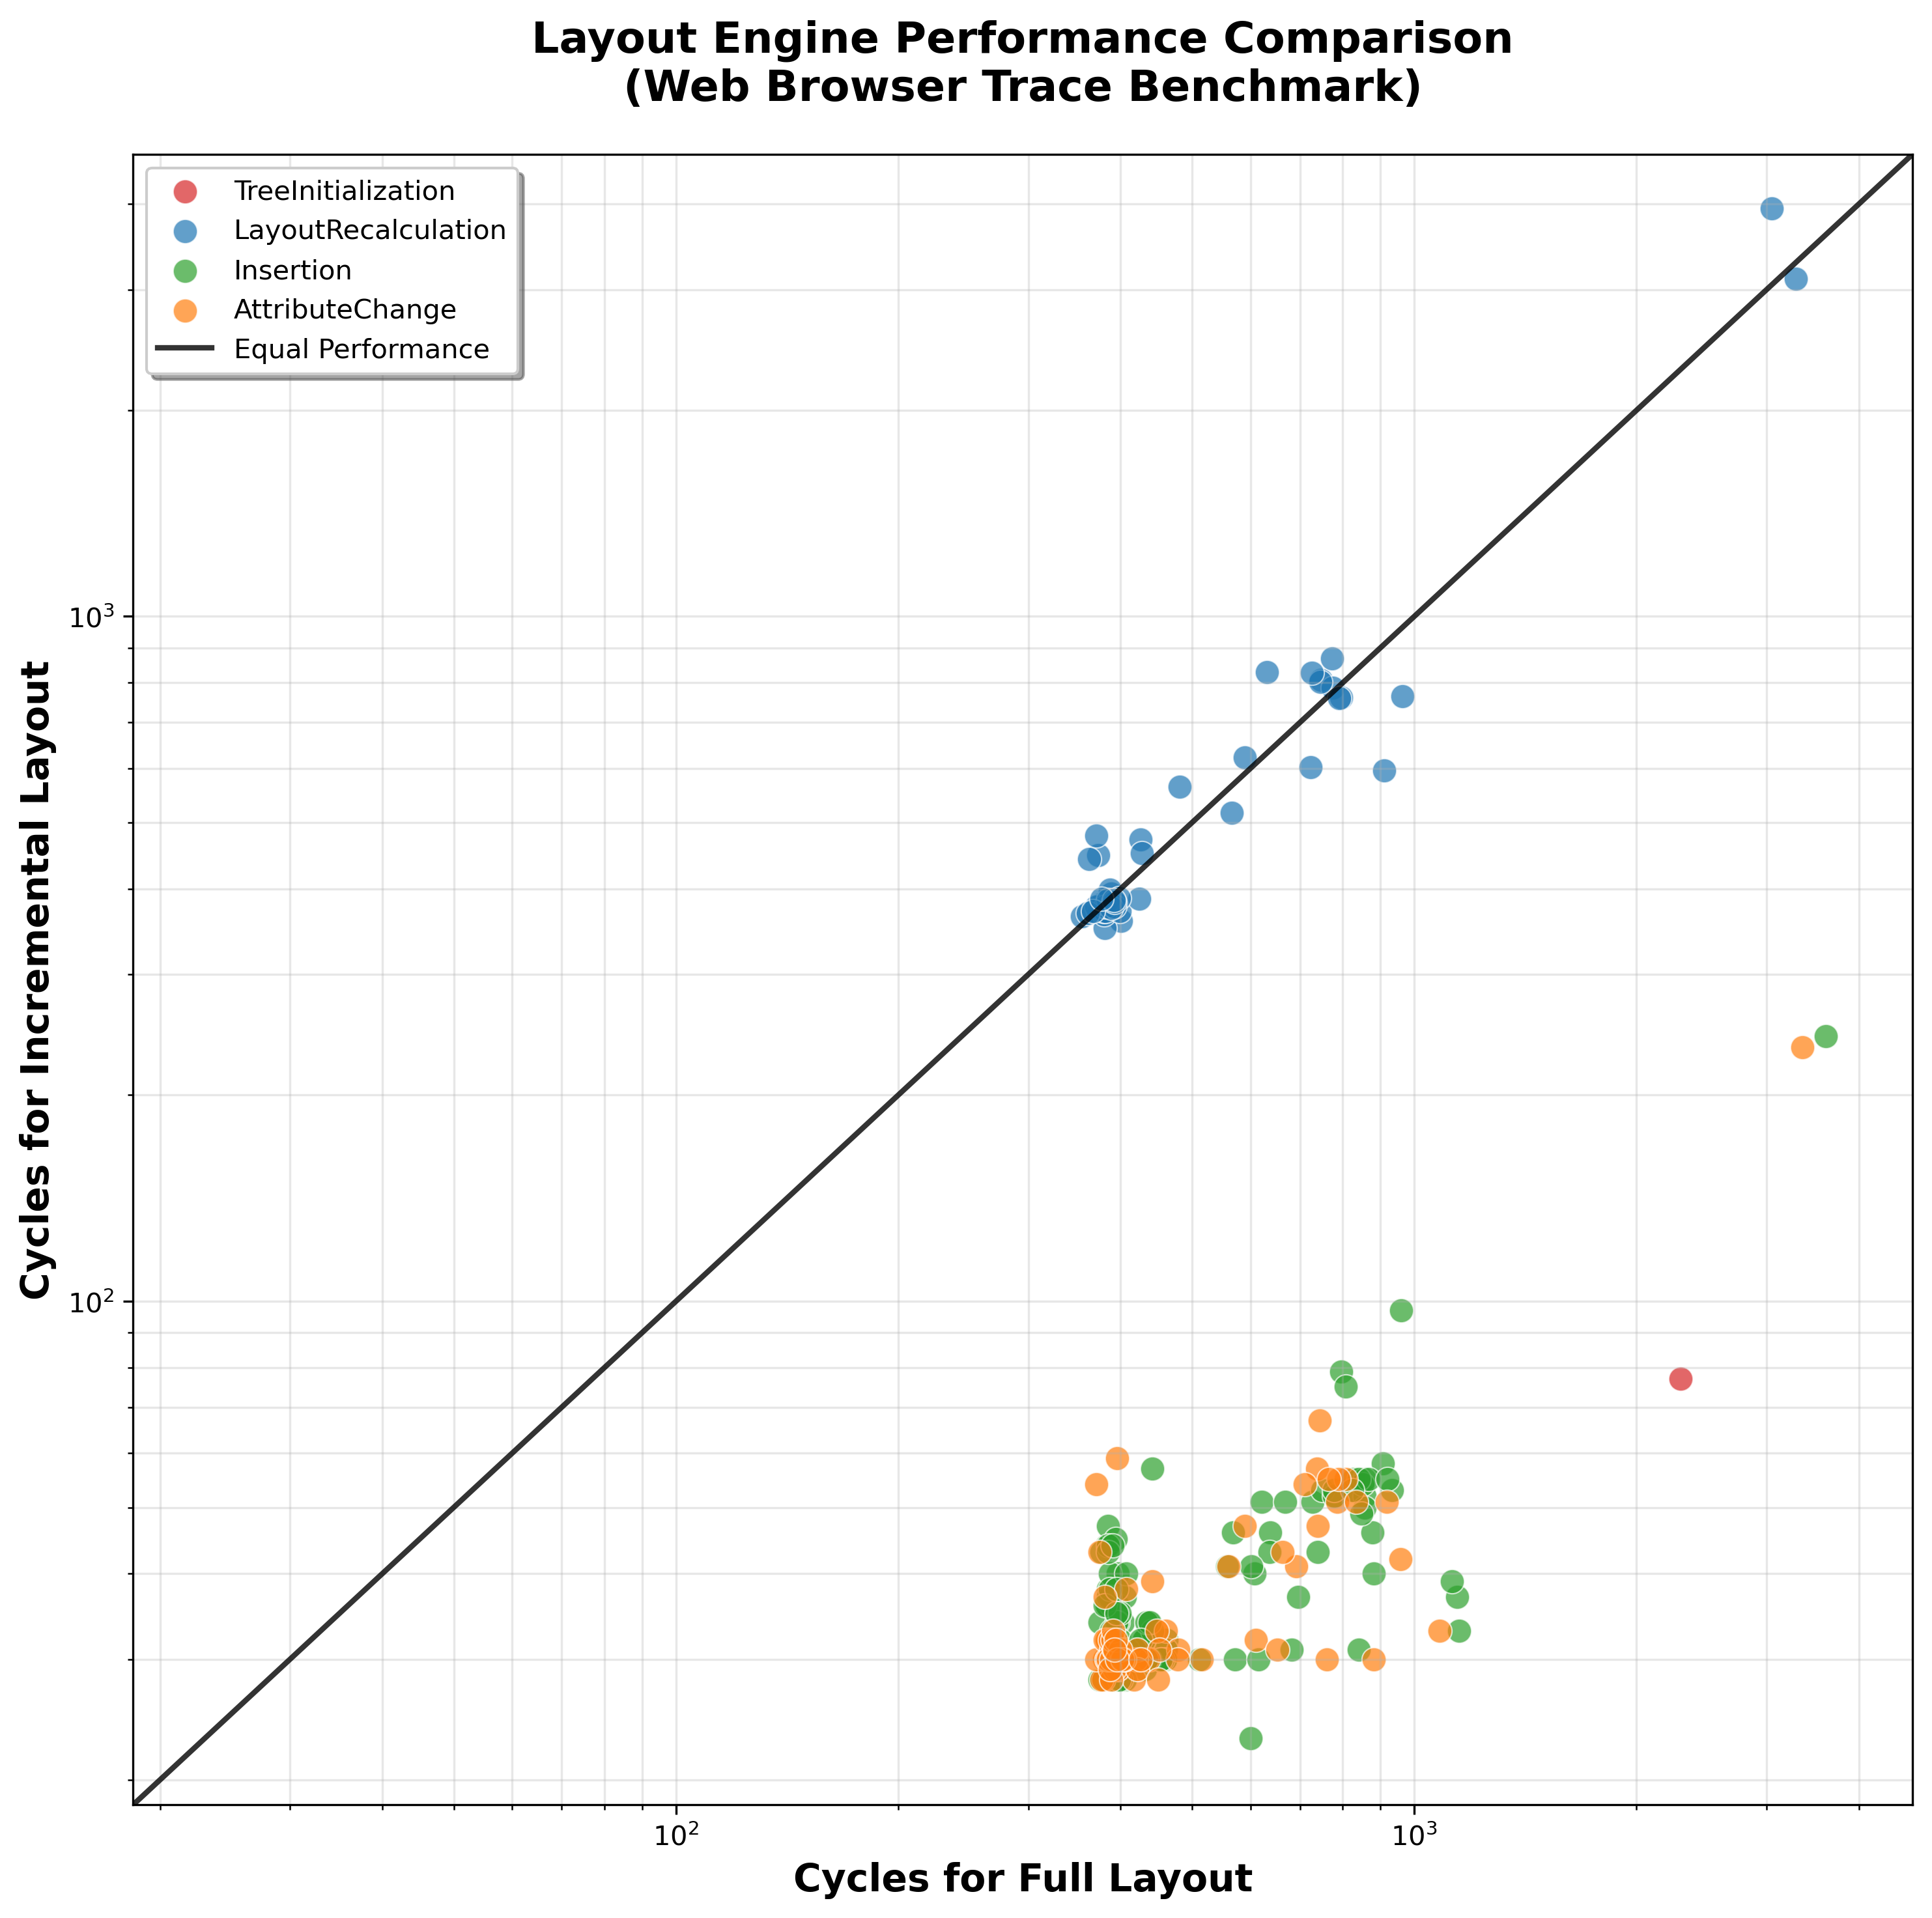 Layout Engine Performance Comparison
(Web Browser Trace Benchmark)
TreeInitialization
LayoutRecalculation
Insertion
AttributeChange
Equal Performance
Cycles for Incremental Layout
10³
10²
10²
10³
Cycles for Full Layout